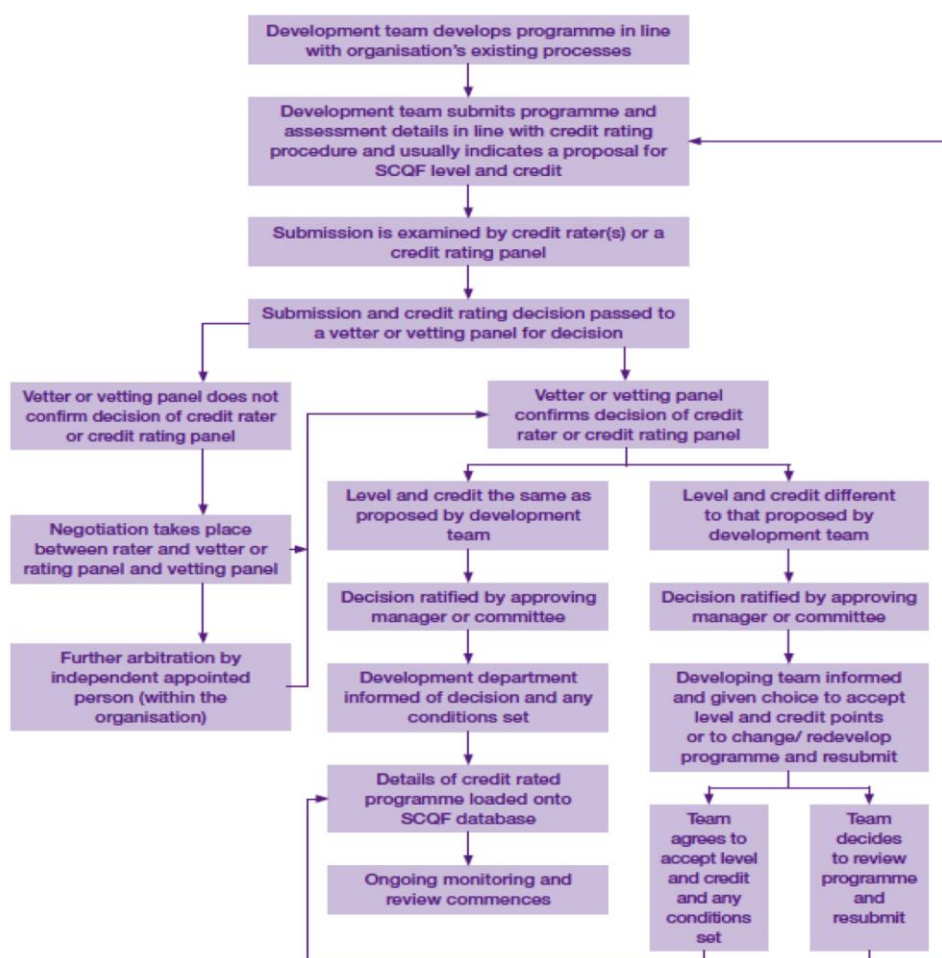 Development team develops programme in line
with organisation's existing processes
Development team submits programme and
assessment details in line with credit rating
procedure and usually indicates a proposal for
SCQF level and credit
Submission is examined by credit rater(s) or a
credit rating panel
Submission and credit rating decision passed to
a vetter or vetting panel for decision
Vetter or vetting panel does not
confirm decision of credit rater
or credit rating panel
Negotiation takes place
between rater and vetter or
rating panel and vetting panel
Further arbitration by
independent appointed
person (within the
organisation)
Vetter or vetting panel
confirms decision of credit
rater or credit rating panel
Level and credit the same as
proposed by development
team
Decision ratified by approving
manager or committee
Development department
informed of decision and any
conditions set
Details of credit rated
programme loaded onto
SCQF database
Ongoing monitoring and
review commences
Level and credit different
to that proposed by
development team
Decision ratified by approving
manager or committee
Developing team informed
and given choice to accept
level and credit points
or to change/ redevelop
programme and resubmit
Team
agrees to
accept level
and credit
and any
conditions
set
Team
decides
to review
programme
and
resubmit